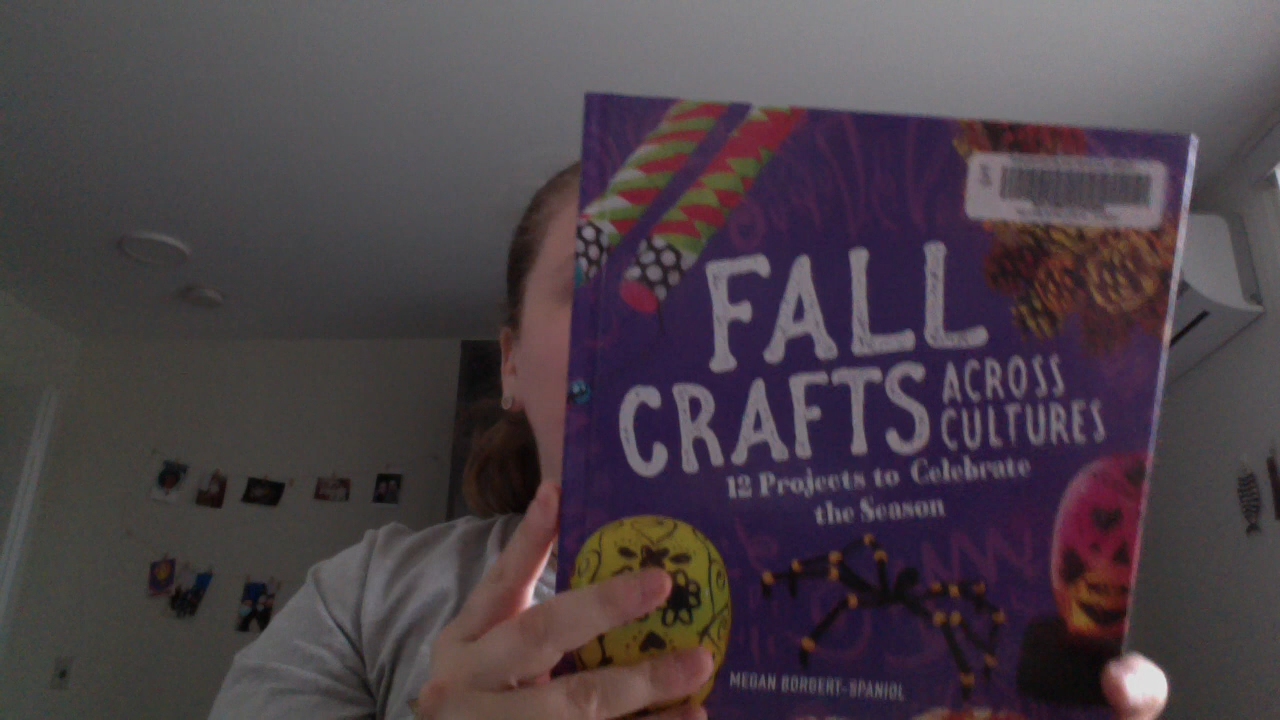 FALL
CRAFTS ACROSS
CULTURES
12 Projects to Celebrate
the Season
MEGAN BORGERT-SPANIOL